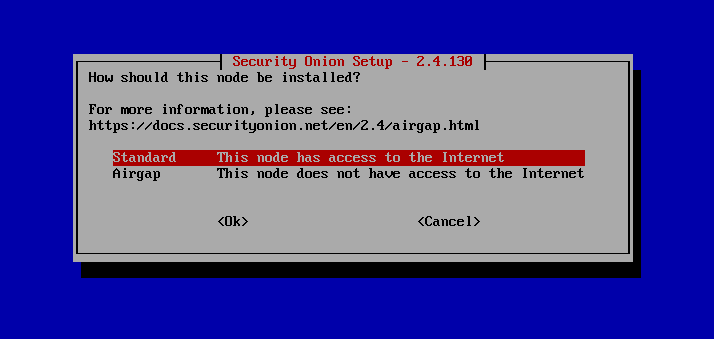 Security Onion Setup - 2.4.130
How should this node be installed?
For more information, please see:
https://docs.securityonion.net/en/2.4/airgap.html
Standard This node has access to the Internet
Airgap This node does not have access to the Internet
<Ok> <Cancel>